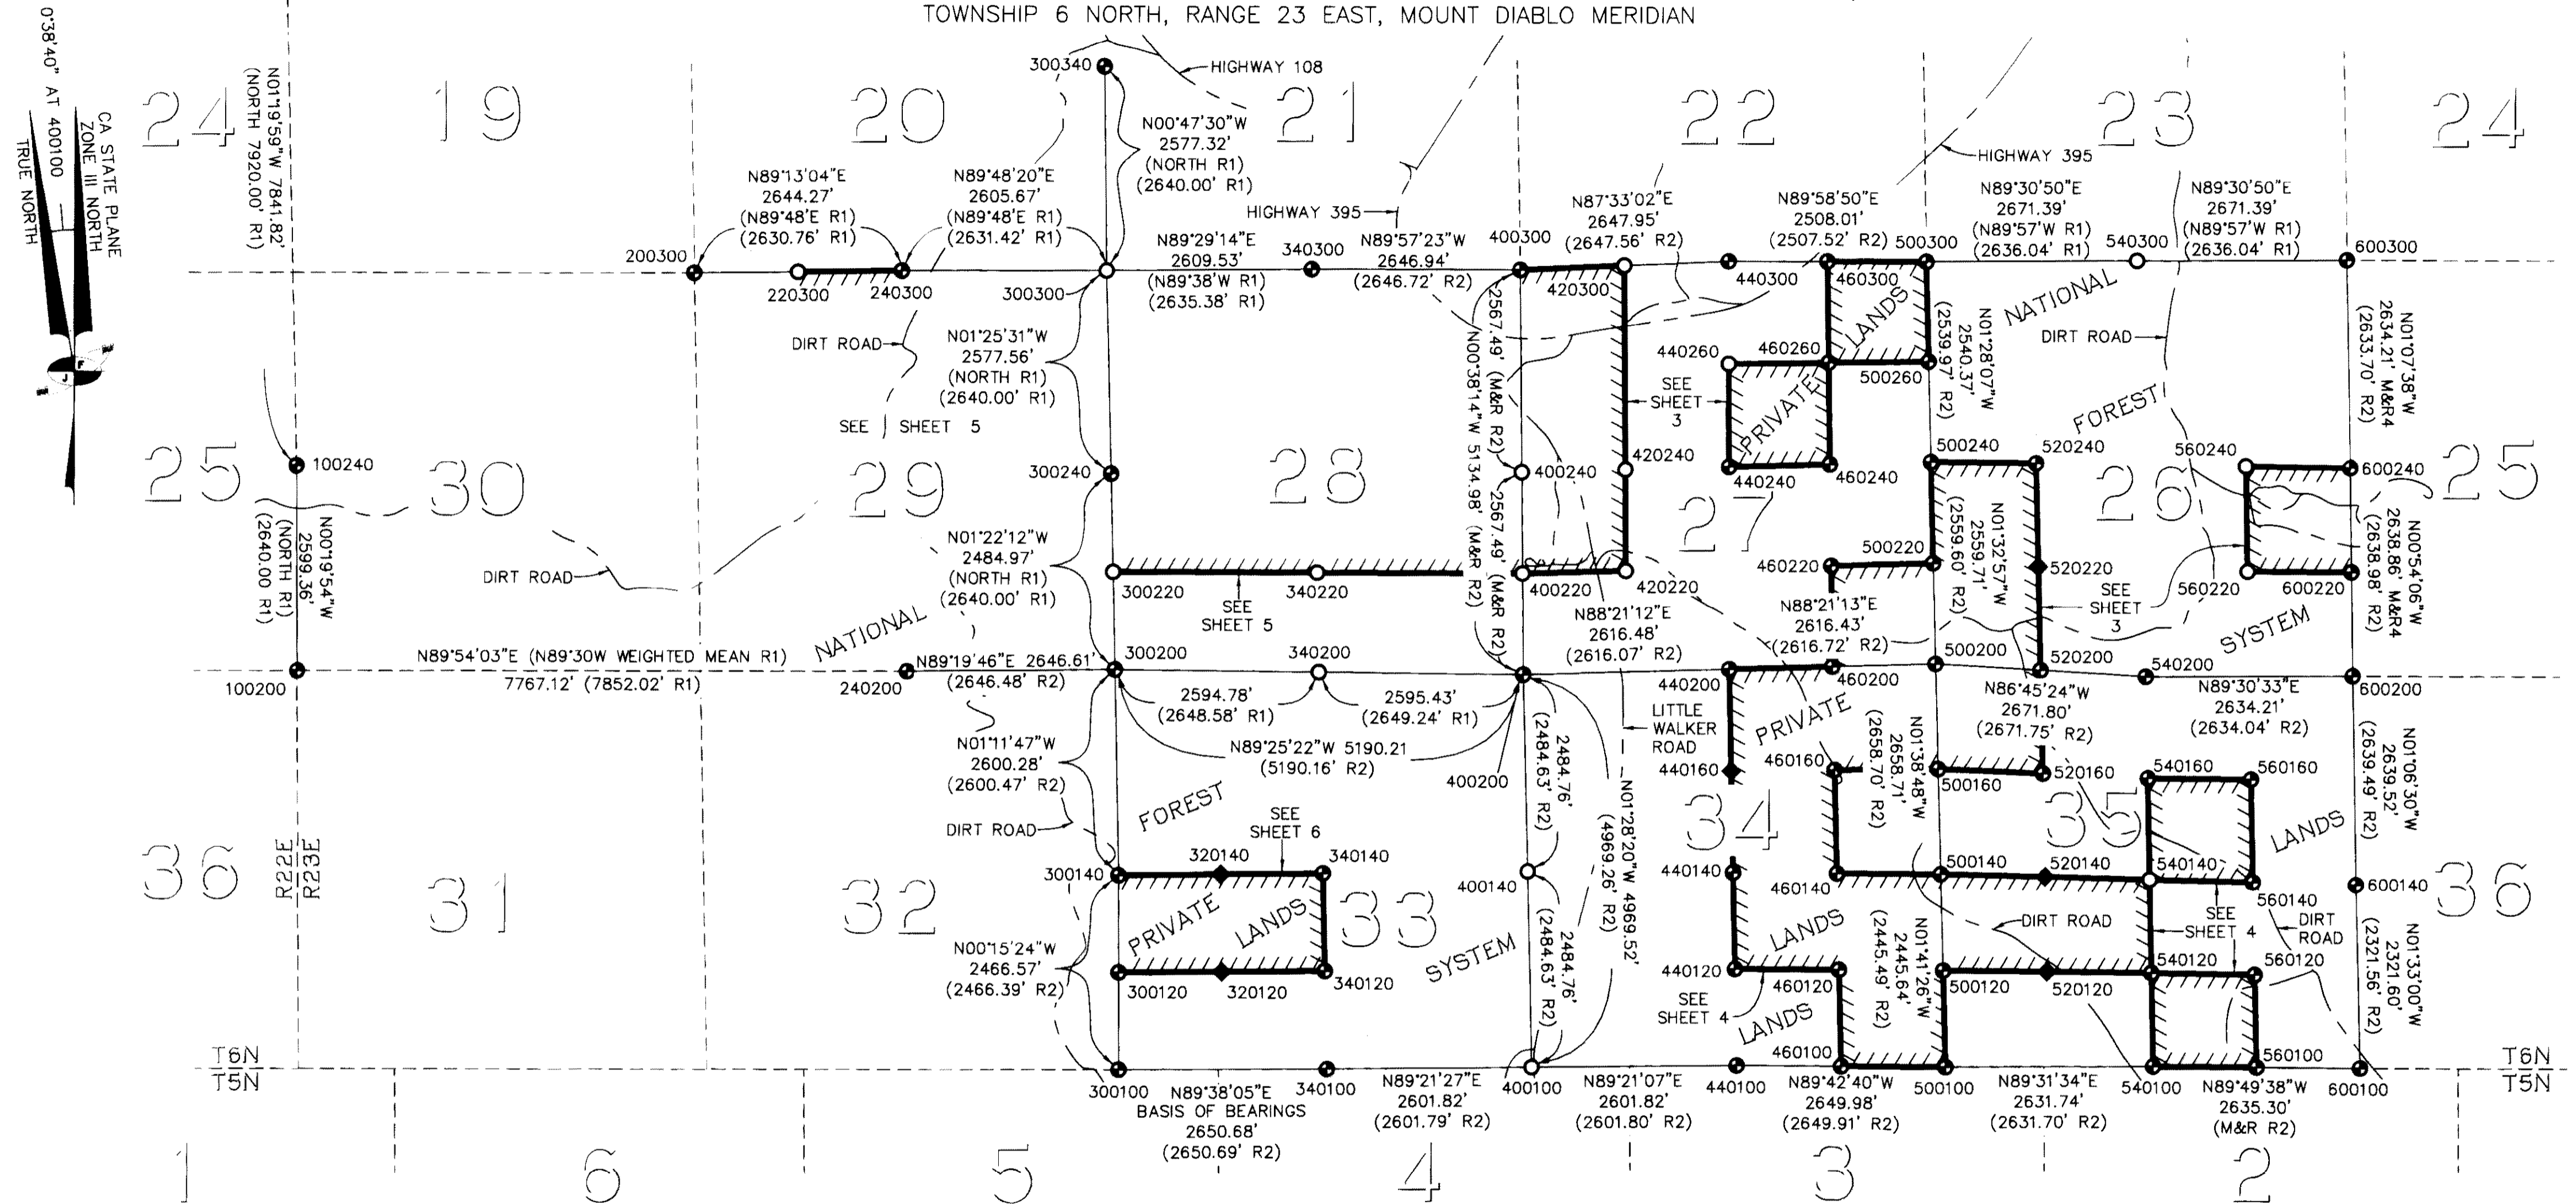 TOWNSHIP 6 NORTH, RANGE 23 EAST, MOUNT DIABLO MERIDIAN
0°38'40" AT 400100
CA STATE PLANE
ZONE III NORTH
TRUE NORTH
24
N01°19'59"W 7841.82'
(NORTH 7920.00' R1)
19
20
300340
HIGHWAY 108
21
22
23
24
N00°47'30"W
2577.32'
(NORTH R1)
(2640.00' R1)
HIGHWAY 395
HIGHWAY 395
N89°13'04"E
2644.27'
(N89°48'E R1)
(2630.76' R1)
N89°48'20"E
2605.67'
(N89°48'E R1)
(2631.42' R1)
N89°29'14"E
2609.53'
(N89°38'W R1)
(2635.38' R1)
340300
N89°57'23"W
2646.94'
(2646.72' R2)
400300
N87°33'02"E
2647.95'
(2647.56' R2)
N89°58'50"E
2508.01'
(2507.52' R2)
500300
N89°30'50"E
2671.39'
(N89°57'W R1)
(2636.04' R1)
540300
N89°30'50"E
2671.39'
(N89°57'W R1)
(2636.04' R1)
600300
200300
220300
240300
300300
420300
440300
460300
DIRT ROAD
N01°25'31"W
2577.56'
(NORTH R1)
(2640.00' R1)
SEE SHEET 5
2567.49' (M&R R2)
N00°38'14"W 5134.98' (M&R R2)
2567.49' (M&R R2)
LANDS
PRIVATE
440260
460260
500260
SEE
SHEET
3
N01°28'07"W
2540.37'
(2539.97' R2)
NATIONAL
DIRT ROAD
FOREST
N01°07'38"W
2634.21' M&R4
(2633.70' R2)
25
100240
30
29
300240
28
400240
420240
440240
460240
500240
520240
26
560240
600240
25
27
N00°19'54"W
2599.36'
(NORTH R1)
(2640.00 R1)
DIRT ROAD
N01°22'12"W
2484.97'
(NORTH R1)
(2640.00' R1)
300220
SEE
SHEET 5
340220
400220
420220
460220
500220
N01°32'57"W
2559.71'
(2559.60' R2)
520220
SEE
SHEET
3
560220
600220
N00°54'06"W
2638.86' M&R4
(2638.98' R2)
SYSTEM
NATIONAL
N88°21'12"E
2616.48'
(2616.07' R2)
N88°21'13"E
2616.43'
(2616.72' R2)
N89°54'03"E (N89°30W WEIGHTED MEAN R1)
7767.12' (7852.02' R1)
100200
240200
N89°19'46"E 2646.61'
(2646.48' R2)
300200
340200
2594.78'
(2648.58' R1)
2595.43'
(2649.24' R1)
N89°25'22"W 5190.21
(5190.16' R2)
400200
440200
460200
500200
520200
540200
600200
N86°45'24"W
2671.80'
(2671.75' R2)
N89°30'33"E
2634.21'
(2634.04' R2)
LITTLE
WALKER
ROAD
PRIVATE
N01°11'47"W
2600.28'
(2600.47' R2)
DIRT ROAD
FOREST
2484.76'
(2484.63' R2)
N01°28'20"W 4969.52'
(4969.26' R2)
440160
460160
N01°38'48"W
2658.71'
(2658.70' R2)
500160
520160
540160
560160
N01°06'30"W
2639.52'
(2639.49' R2)
LANDS
36
R22E
R23E
31
32
300140
320140
SEE
SHEET 6
340140
PRIVATE
LANDS
33
400140
34
440140
460140
500140
35
520140
540140
560140
600140
36
SYSTEM
2484.76'
(2484.63' R2)
LANDS
N01°41'26"W
2445.64'
(2445.49' R2)
DIRT ROAD
SEE
SHEET 4
DIRT
ROAD
N01°33'00"W
2321.60'
(2321.56' R2)
N00°15'24"W
2466.57'
(2466.39' R2)
300120
320120
340120
440120
SEE
SHEET 4
460120
LANDS
500120
520120
540120
560120
T6N
T5N
300100
N89°38'05"E
BASIS OF BEARINGS
2650.68'
(2650.69' R2)
340100
N89°21'27"E
2601.82'
(2601.79' R2)
400100
N89°21'07"E
2601.82'
(2601.80' R2)
440100
460100
N89°42'40"W
2649.98'
(2649.91' R2)
500100
N89°31'34"E
2631.74'
(2631.70' R2)
540100
560100
N89°49'38"W
2635.30'
(M&R R2)
600100
T6N
T5N
1
6
5
4
3
2